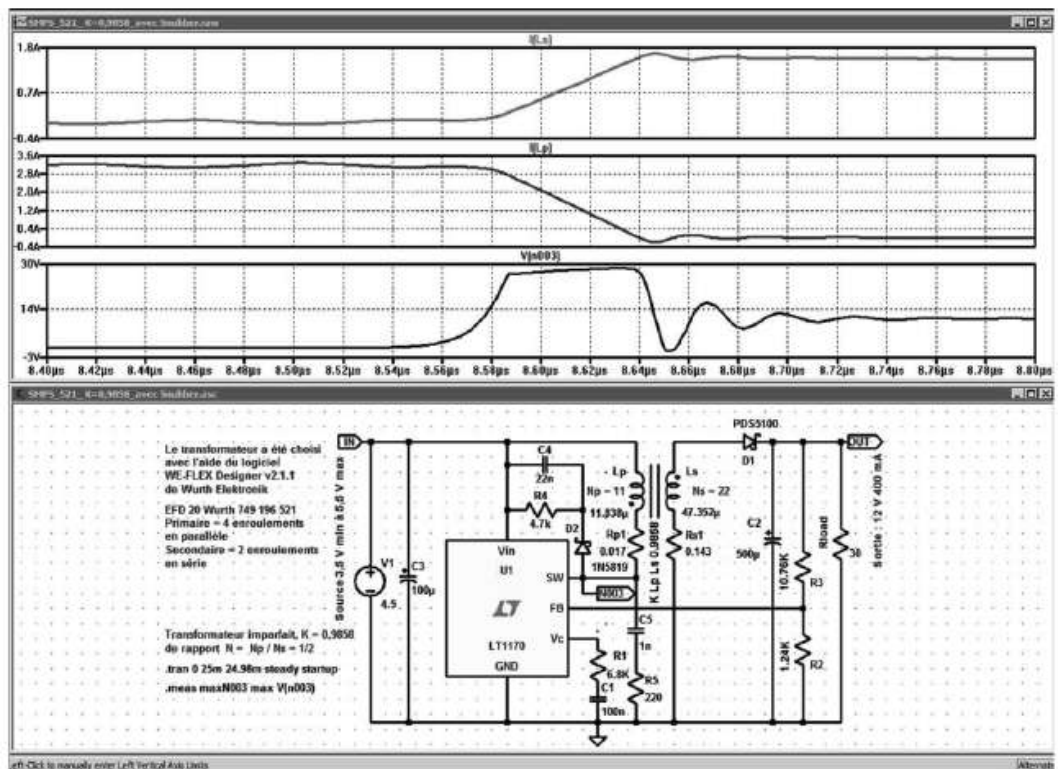 SMPS_521_ K=0,9858_avec Snubber.raw
I(Ls)
1.8A
0.7A
-0.4A
I(Lp)
3.6A
2.8A
2.0A
1.2A
0.4A
-0.4A
V(n003)
30V
14V
-3V
8.40µs 8.42µs 8.44µs 8.46µs 8.48µs 8.50µs 8.52µs 8.54µs 8.56µs 8.58µs 8.60µs 8.62µs 8.64µs 8.66µs 8.68µs 8.70µs 8.72µs 8.74µs 8.76µs 8.78µs 8.80µs
SMPS_521_ K=0,9858_avec Snubber.asc
Le transformateur a été choisi
avec l'aide du logiciel
WE-FLEX Designer v2.1.1
de Wurth Elektronik
EFD 20 Wurth 749 196 521
Primaire = 4 enroulements
en parallèle
Secondaire = 2 enroulements
en série
Transformateur imparfait, K = 0,9858
de rapport N = Np / Ns = 1/2
.tran 0 25m 24.98m steady startup
.meas maxN003 max V(n003)
IN
Source 3,5 V min à 5,5 V max
V1
4.5
C3
100µ
C4
22n
R4
4.7k
D2
1N5819
Vin
U1
SW
FB
Vc
LT
LT1170
GND
N003
R1
6.8K
C1
100n
C5
1n
R5
220
Lp
Np = 11
11.838µ
Rp1
0.017
K Lp Ls 0.9858
Ls
Ns = 22
47.352µ
Rs1
0.143
PDS5100
D1
OUT
C2
500µ
10.76K
R3
1.24K
R2
Rload
30
Sortie : 12 V 400 mA
Left-Click to manually enter Left Vertical Axis Limits
Alternate